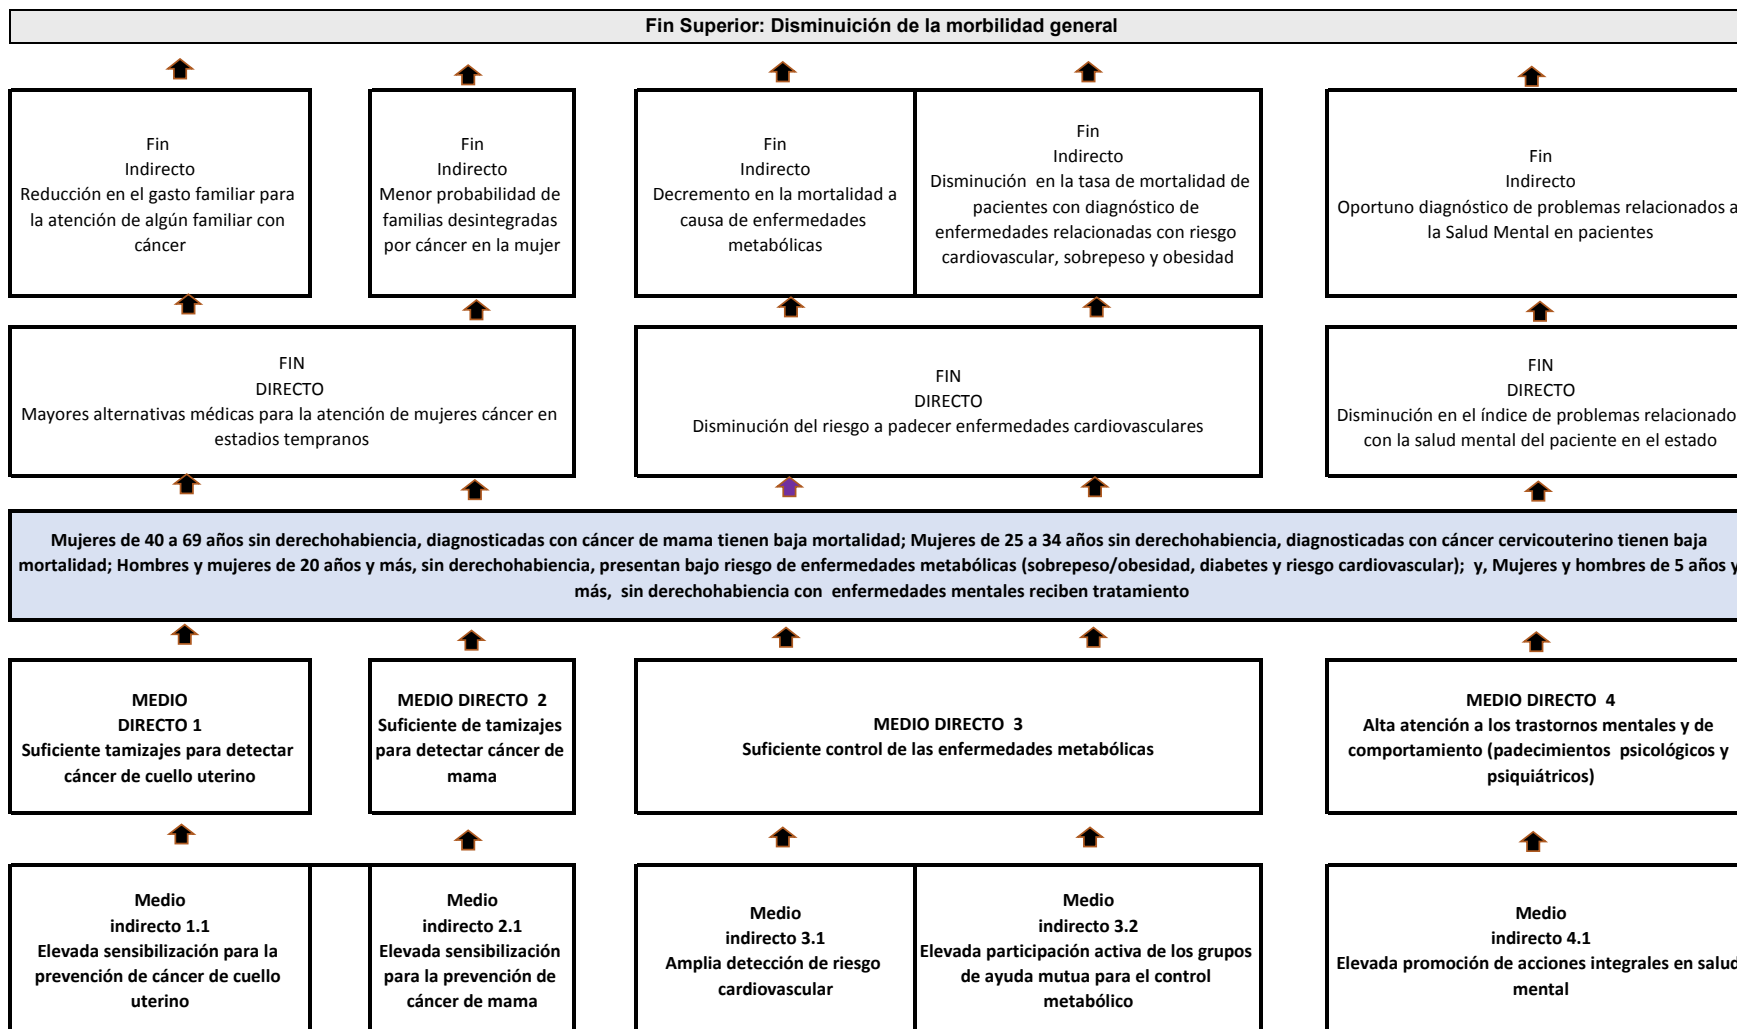 Fin Superior: Disminuición de la morbilidad general
Fin
Indirecto
Reducción en el gasto familiar para
la atención de algún familiar con
cáncer
Fin
Indirecto
Menor probabilidad de
familias desintegradas
por cáncer en la mujer
Fin
Indirecto
Decremento en la mortalidad a
causa de enfermedades
metabólicas
Fin
Indirecto
Disminución en la tasa de mortalidad de
pacientes con diagnóstico de
enfermedades relacionadas con riesgo
cardiovascular, sobrepeso y obesidad
Fin
Indirecto
Oportuno diagnóstico de problemas relacionados a
la Salud Mental en pacientes
FIN
DIRECTO
Mayores alternativas médicas para la atención de mujeres cáncer en
estadios tempranos
FIN
DIRECTO
Disminución del riesgo a padecer enfermedades cardiovasculares
FIN
DIRECTO
Disminución en el índice de problemas relacionado
con la salud mental del paciente en el estado
Mujeres de 40 a 69 años sin derechohabiencia, diagnosticadas con cáncer de mama tienen baja mortalidad; Mujeres de 25 a 34 años sin derechohabiencia, diagnosticadas con cáncer cervicouterino tienen baja
mortalidad; Hombres y mujeres de 20 años y más, sin derechohabiencia, presentan bajo riesgo de enfermedades metabólicas (sobrepeso/obesidad, diabetes y riesgo cardiovascular); y, Mujeres y hombres de 5 años y
más, sin derechohabiencia con enfermedades mentales reciben tratamiento
MEDIO
DIRECTO 1
Suficiente tamizajes para detectar
cáncer de cuello uterino
MEDIO DIRECTO 2
Suficiente de tamizajes
para detectar cáncer de
mama
MEDIO DIRECTO 3
Suficiente control de las enfermedades metabólicas
MEDIO DIRECTO 4
Alta atención a los trastornos mentales y de
comportamiento (padecimientos psicológicos y
psiquiátricos)
Medio
indirecto 1.1
Elevada sensibilización para la
prevención de cáncer de cuello
uterino
Medio
indirecto 2.1
Elevada sensibilización
para la prevención de
cáncer de mama
Medio
indirecto 3.1
Amplia detección de riesgo
cardiovascular
Medio
indirecto 3.2
Elevada participación activa de los grupos
de ayuda mutua para el control
metabólico
Medio
indirecto 4.1
Elevada promoción de acciones integrales en salud
mental